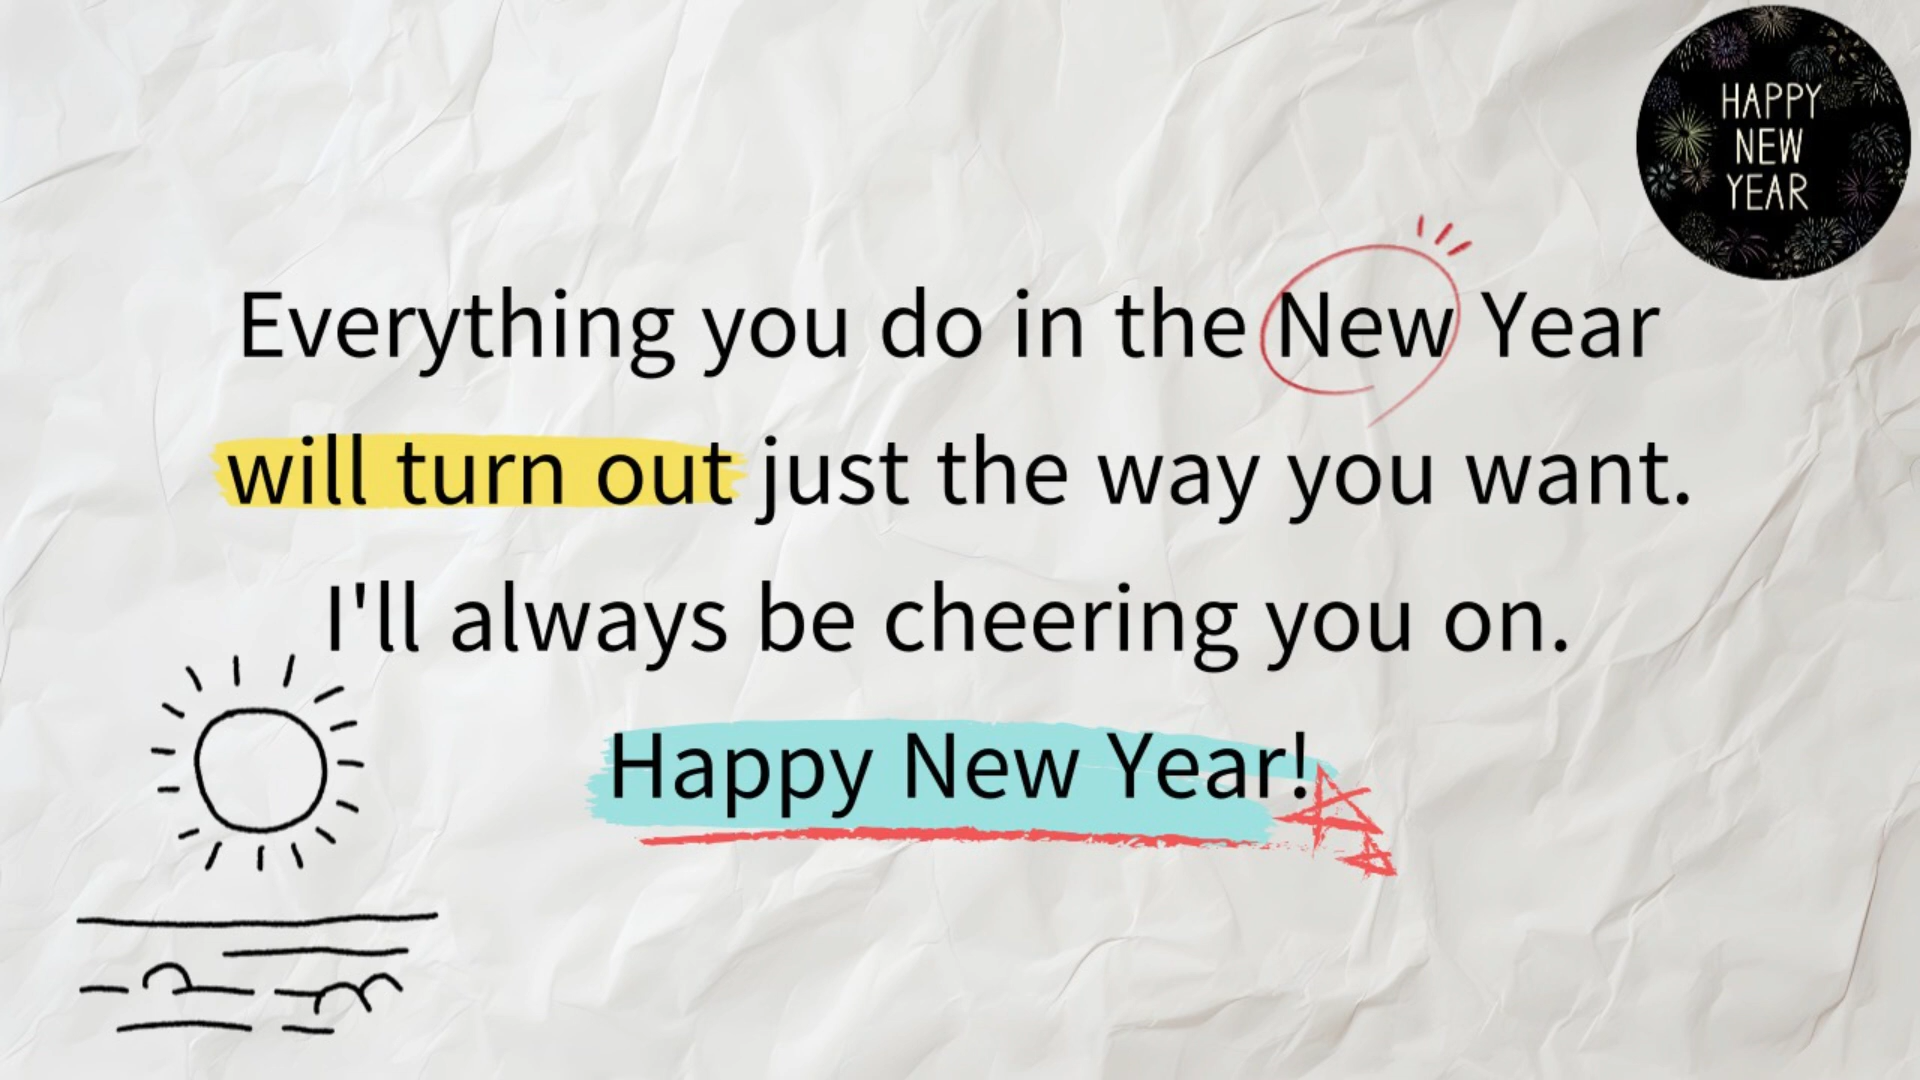 HAPPY
NEW
YEAR
Everything you do in the New Year
will turn out just the way you want.
I'll always be cheering you on.
Happy New Year!